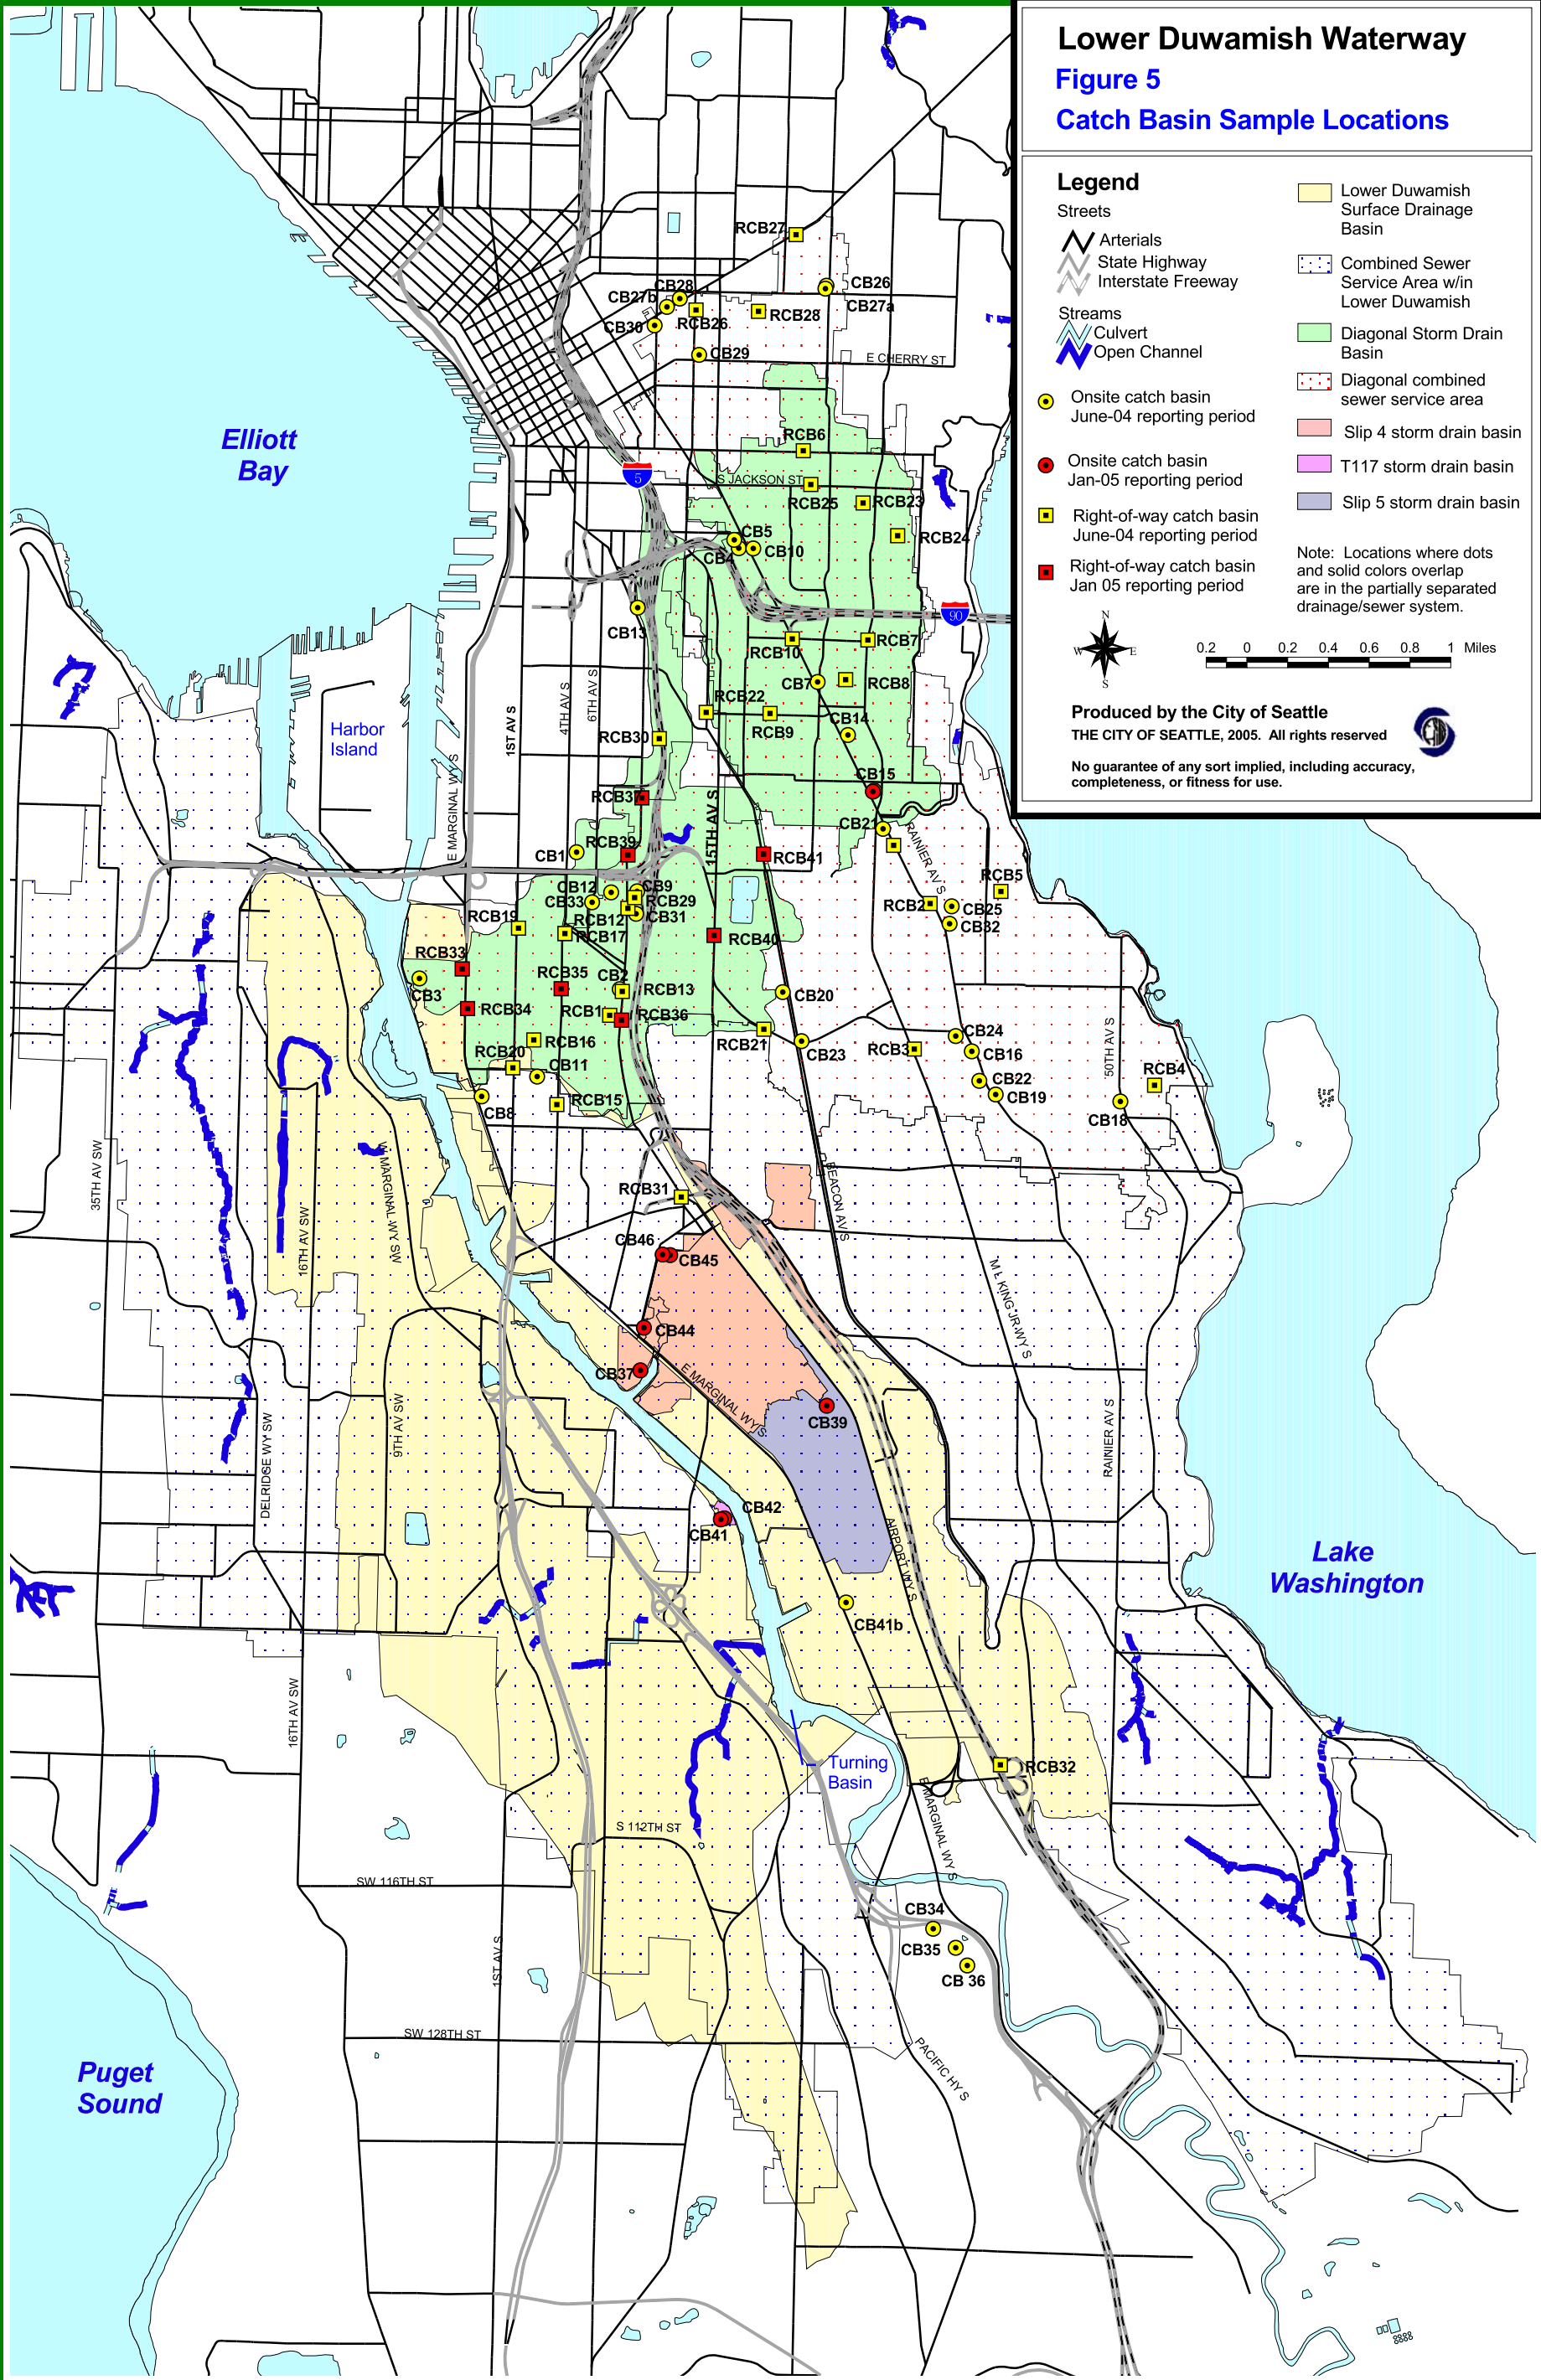 Lower Duwamish Waterway
Figure 5
Catch Basin Sample Locations
Legend
Streets
Arterials
State Highway
Interstate Freeway
Streams
Culvert
Open Channel
Onsite catch basin
June-04 reporting period
Onsite catch basin
Jan-05 reporting period
Right-of-way catch basin
June-04 reporting period
Right-of-way catch basin
Jan 05 reporting period
Lower Duwamish
Surface Drainage
Basin
Combined Sewer
Service Area w/in
Lower Duwamish
Diagonal Storm Drain
Basin
Diagonal combined
sewer service area
Slip 4 storm drain basin
T117 storm drain basin
Slip 5 storm drain basin
Note: Locations where dots
and solid colors overlap
are in the partially separated
drainage/sewer system.
N
W
E
S
0.2 0 0.2 0.4 0.6 0.8 1 Miles
Produced by the City of Seattle
THE CITY OF SEATTLE, 2005. All rights reserved
No guarantee of any sort implied, including accuracy,
completeness, or fitness for use.
RCB27
CB26
CB28
CB27b
CB27a
RCB26
RCB28
CB30
CB29
E CHERRY ST
Elliott
Bay
RCB6
5
S JACKSON ST
RCB25
RCB23
CB5
RCB24
CB4
CB10
90
CB13
RCB10
RCB7
CB7
RCB8
RCB22
4TH AV S
6TH AV S
1ST AV S
Harbor
Island
RCB9
CB14
RCB30
E MARGINAL WY S
CB15
RCB37
15TH AV S
CB21
RAINIER AV S
RCB39
CB1
RCB41
RCB5
CB12
CB9
CB33
RCB29
RCB2
CB25
RCB19
RCB12
CB31
CB32
RCB17
RCB40
RCB33
RCB35
CB2
CB3
RCB13
CB20
RCB34
RCB1
RCB36
RCB16
RCB21
CB24
RCB20
CB23
RCB3
CB16
50TH AV S
CB11
CB22
RCB4
CB8
RCB15
CB19
CB18
35TH AV SW
W MARGINAL WY SW
16TH AV SW
RCB31
BEACON AV S
CB46
CB45
M L KING JR WY S
CB44
CB37
E MARGINAL WY S
CB39
9TH AV SW
DELRIDGE WY SW
RAINIER AV S
CB42
CB41
AIRPORT WY S
Lake
Washington
CB41b
16TH AV SW
Turning
Basin
RCB32
E MARGINAL WY S
S 112TH ST
SW 116TH ST
CB34
CB35
CB 36
1ST AV S
SW 128TH ST
PACIFIC HY S
Puget
Sound